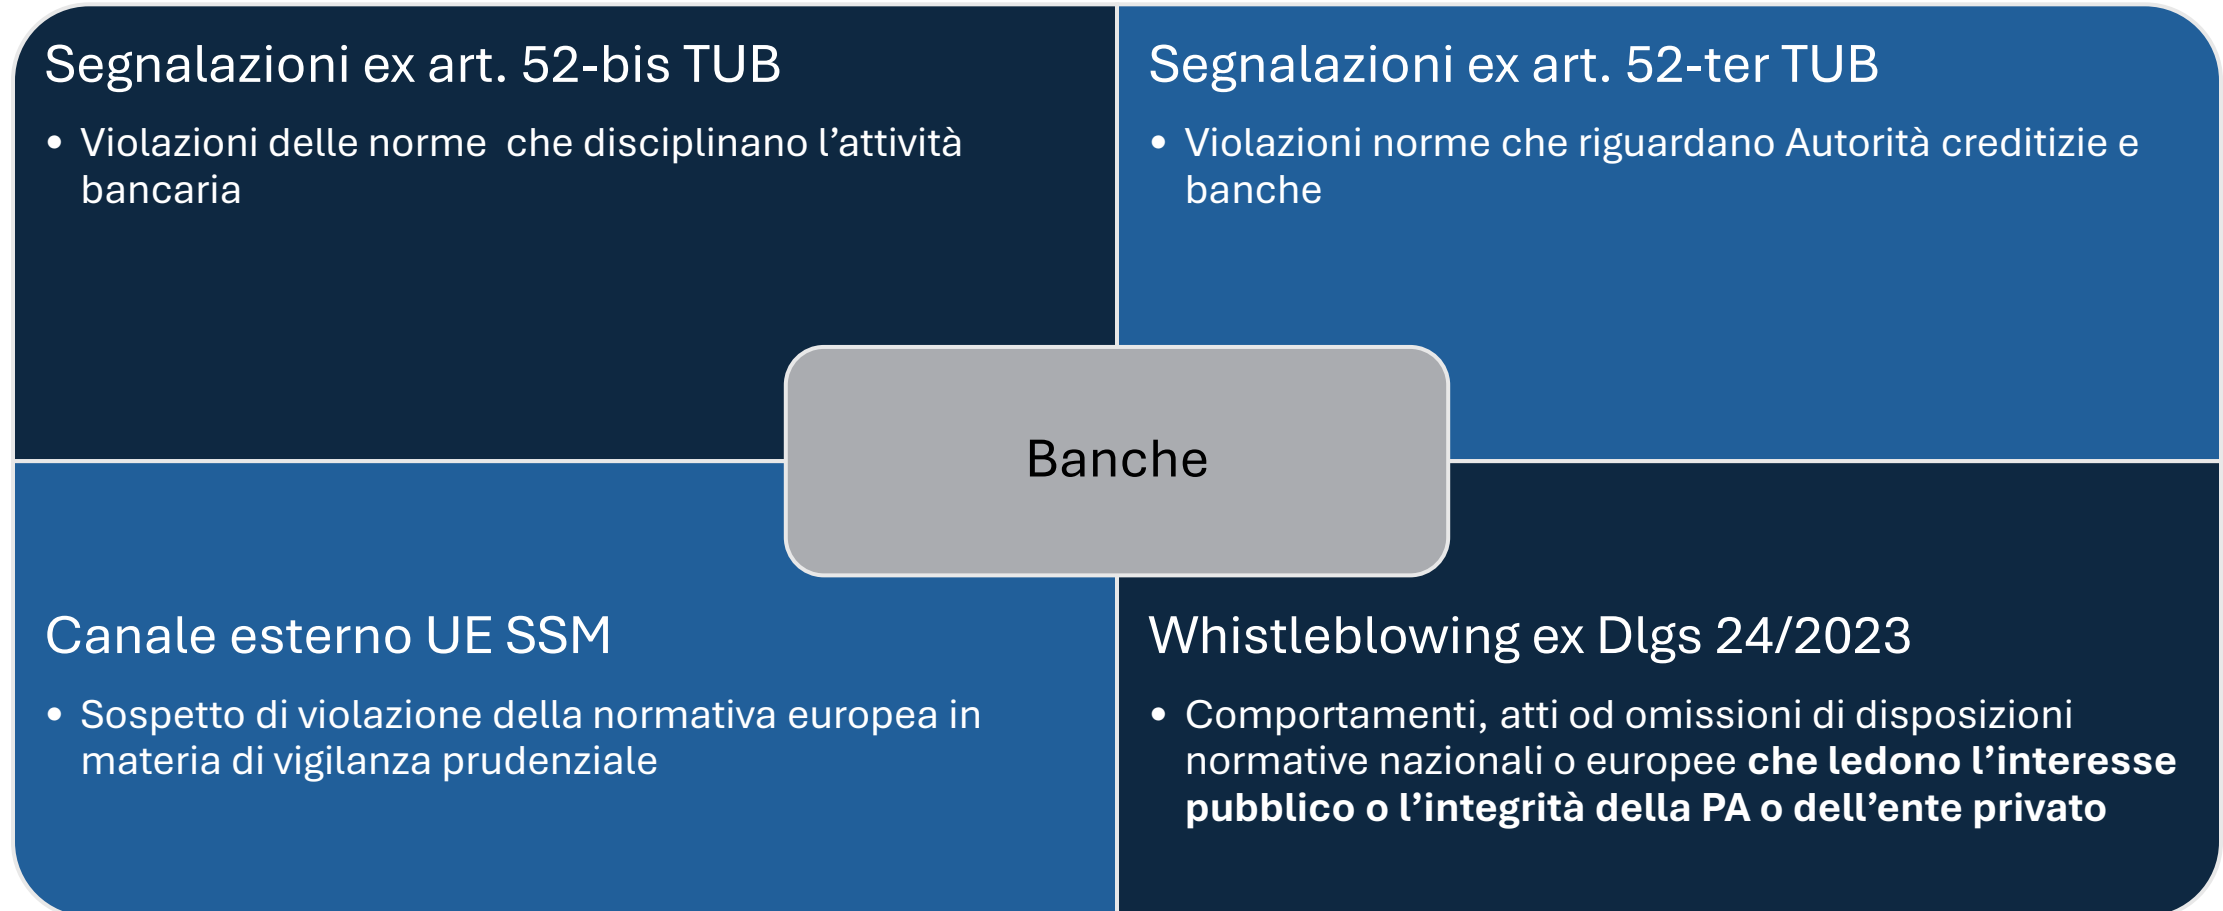 Segnalazioni ex art. 52-bis TUB
• Violazioni delle norme  che disciplinano l’attività
bancaria
Segnalazioni ex art. 52-ter TUB
• Violazioni norme che riguardano Autorità creditizie e
banche
Banche
Canale esterno UE SSM
• Sospetto di violazione della normativa europea in
materia di vigilanza prudenziale
Whistleblowing ex Dlgs 24/2023
• Comportamenti, atti od omissioni di disposizioni
normative nazionali o europee che ledono l’interesse
pubblico o l’integrità della PA o dell’ente privato